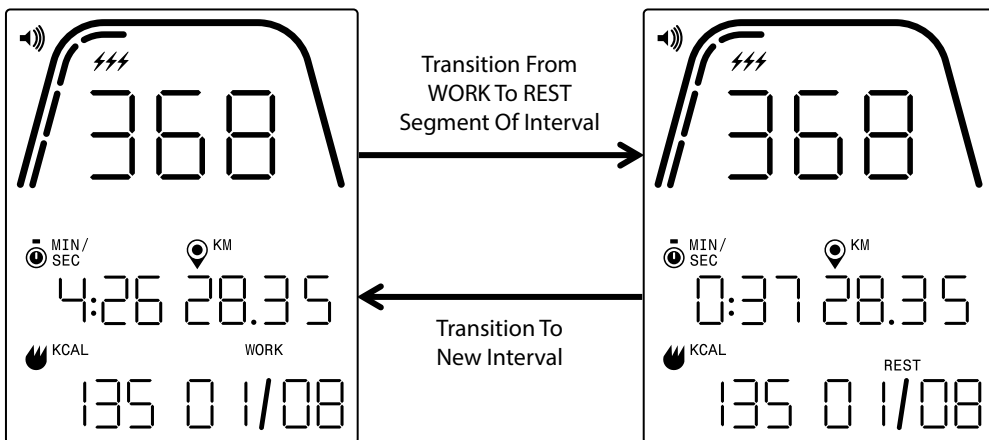 368
MIN/
SEC
KM
4:26 28.35
KCAL
WORK
135 01/08
Transition From
WORK To REST
Segment Of Interval
Transition To
New Interval
368
MIN/
SEC
KM
0:37 28.35
KCAL
REST
135 01/08